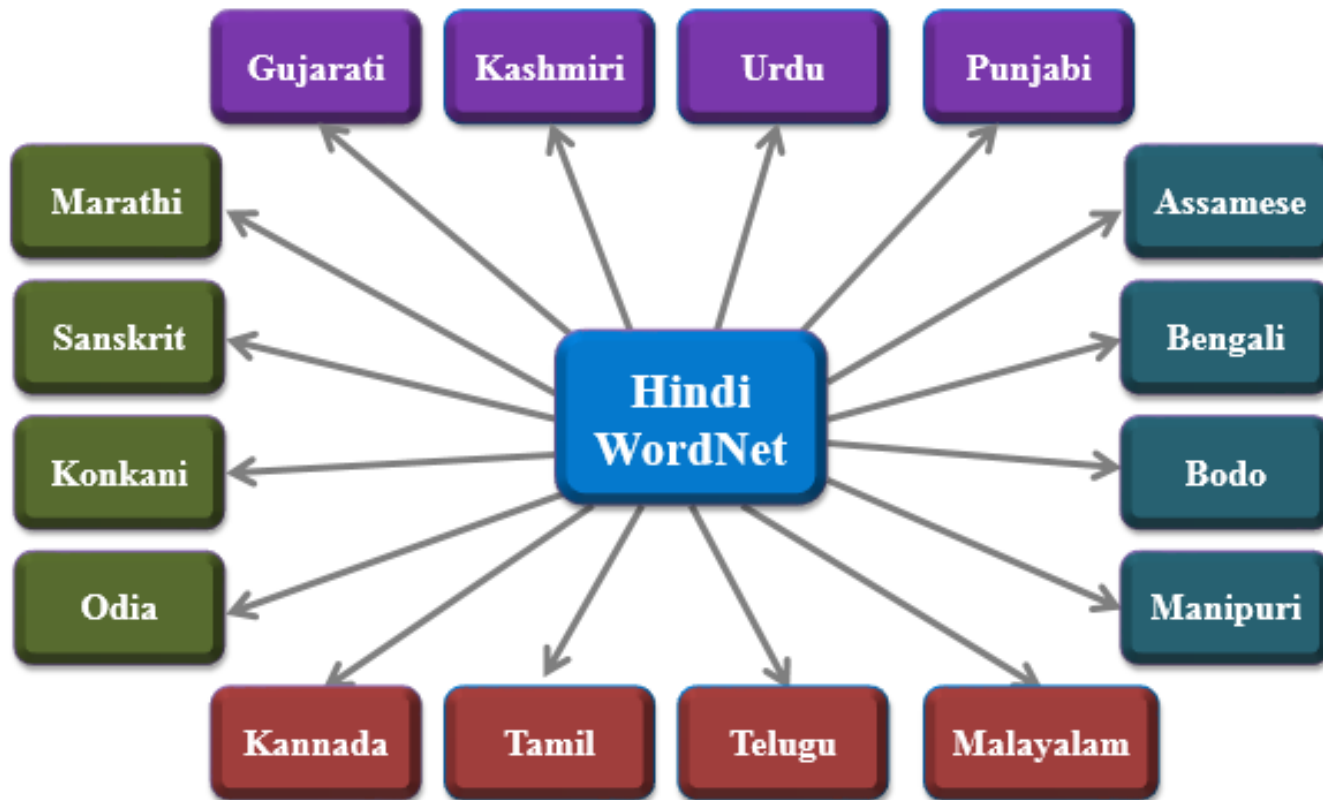 Gujarati
Kashmiri
Urdu
Punjabi
Marathi
Assamese
Sanskrit
Bengali
Hindi
WordNet
Konkani
Bodo
Odia
Manipuri
Kannada
Tamil
Telugu
Malayalam